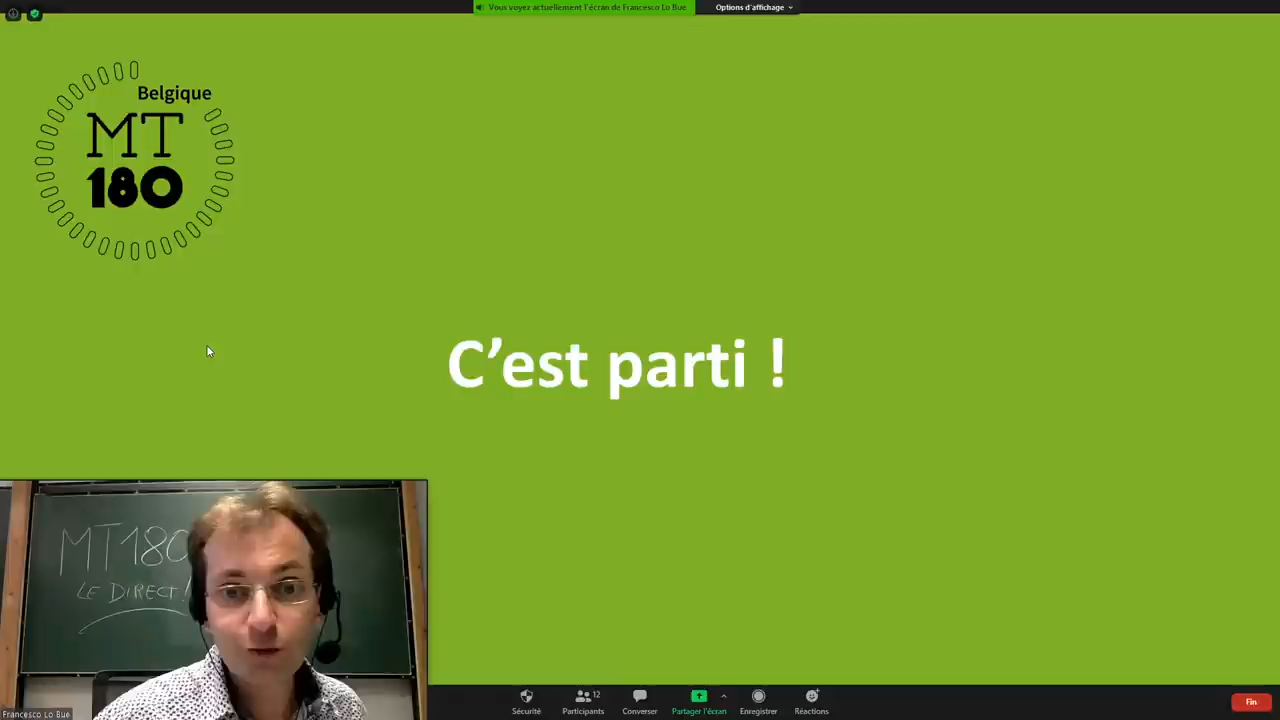 Vous voyez actuellement l'écran de Francesco Lo Bue
Options d'affichage
Belgique
MT
180
C'est parti !
MT180
LE DIRECT!
Francesco Lo Bue
Sécurité
12
Participants
Converser
Partager l'écran
Enregistrer
Réactions
Fin